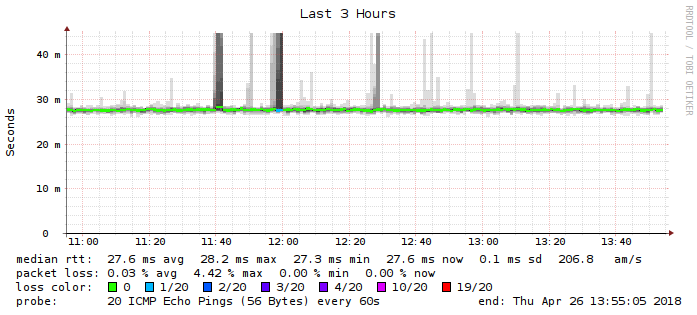 Last 3 Hours
RRDTOOL / TOBI OETIKER
Seconds
40 m
30 m
20 m
10 m
0
11:00 11:20 11:40 12:00 12:20 12:40 13:00 13:20 13:40
median rtt: 27.6 ms avg 28.2 ms max 27.3 ms min 27.6 ms now 0.1 ms sd 206.8 am/s
packet loss: 0.03 % avg 4.42 % max 0.00 % min 0.00 % now
loss color: 0 1/20 2/20 3/20 4/20 10/20 19/20
probe: 20 ICMP Echo Pings (56 Bytes) every 60s end: Thu Apr 26 13:55:05 2018